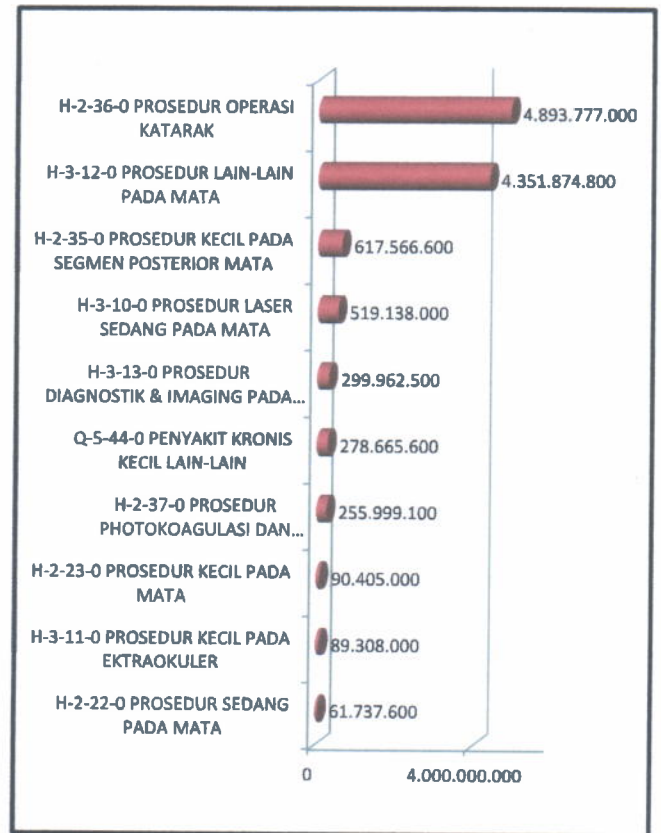 H-2-36-0 PROSEDUR OPERASI
KATARAK
4.893.777.000
H-3-12-0 PROSEDUR LAIN-LAIN
PADA MATA
4.351.874.800
H-2-35-0 PROSEDUR KECIL PADA
SEGMEN POSTERIOR MATA
617.566.600
H-3-10-0 PROSEDUR LASER
SEDANG PADA MATA
519.138.000
H-3-13-0 PROSEDUR
DIAGNOSTIK & IMAGING PADA...
299.962.500
Q-5-44-0 PENYAKIT KRONIS
KECIL LAIN-LAIN
278.665.600
H-2-37-0 PROSEDUR
PHOTOKOAGULASI DAN...
255.999.100
H-2-23-0 PROSEDUR KECIL PADA
MATA
90.405.000
H-3-11-0 PROSEDUR KECIL PADA
EKTRAOKULER
89.308.000
H-2-22-0 PROSEDUR SEDANG
PADA MATA
61.737.600
0
4.000.000.000